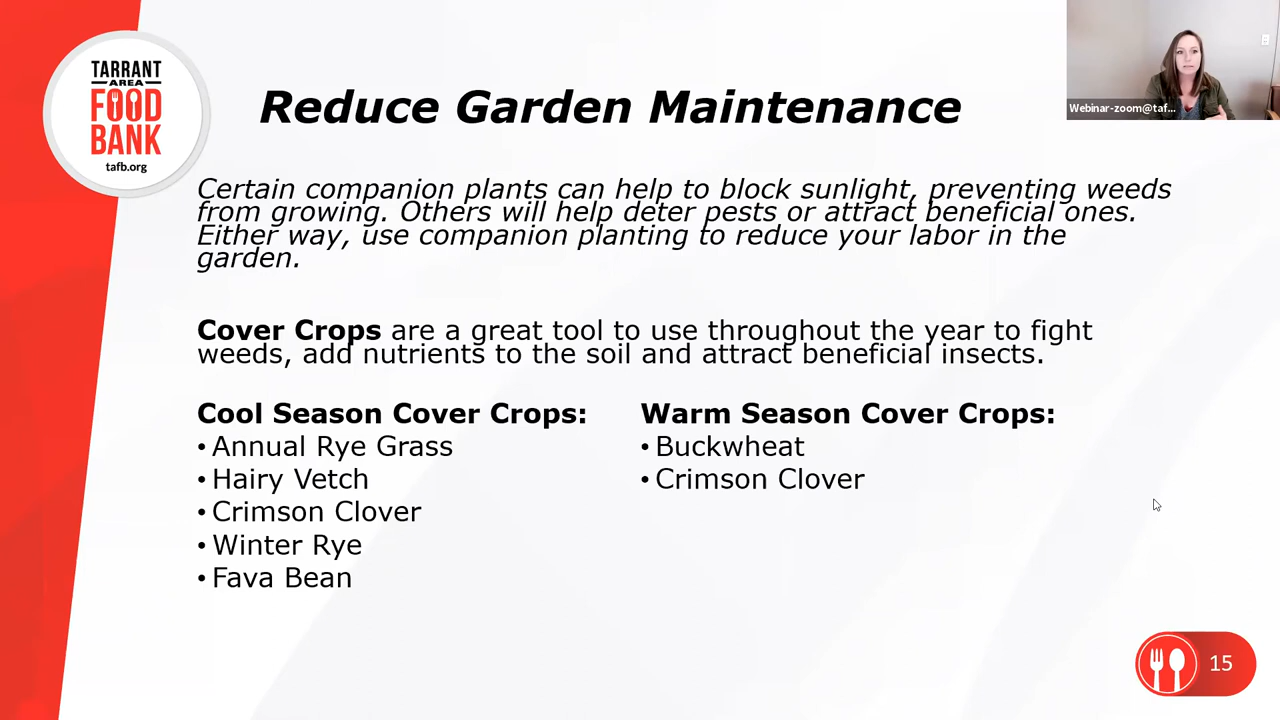 TARRANT
AREA
FOOD
BANK
tafb.org
Reduce Garden Maintenance
Webinar-zoom@taf...
Certain companion plants can help to block sunlight, preventing weeds
from growing. Others will help deter pests or attract beneficial ones.
Either way, use companion planting to reduce your labor in the
garden.
Cover Crops are a great tool to use throughout the year to fight
weeds, add nutrients to the soil and attract beneficial insects.
Cool Season Cover Crops:
• Annual Rye Grass
• Hairy Vetch
• Crimson Clover
• Winter Rye
• Fava Bean
Warm Season Cover Crops:
• Buckwheat
• Crimson Clover
15